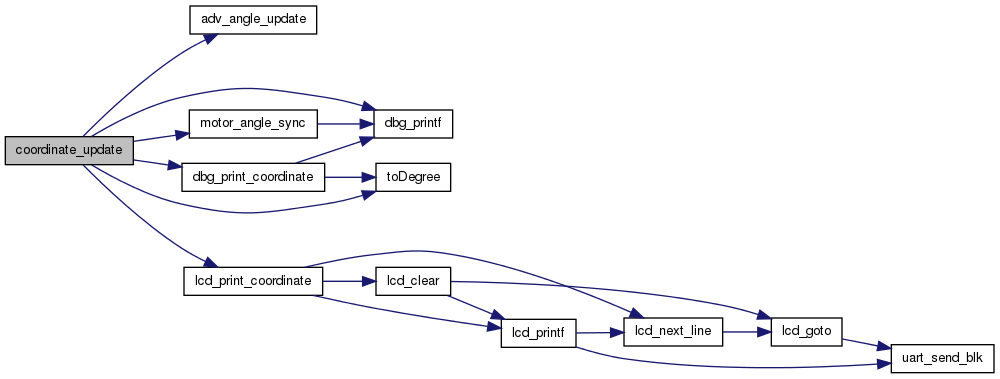 adv_angle_update
motor_angle_sync
dbg_printf
coordinate_update
dbg_print_coordinate
toDegree
lcd_print_coordinate
lcd_clear
lcd_printf
lcd_next_line
lcd_goto
uart_send_blk